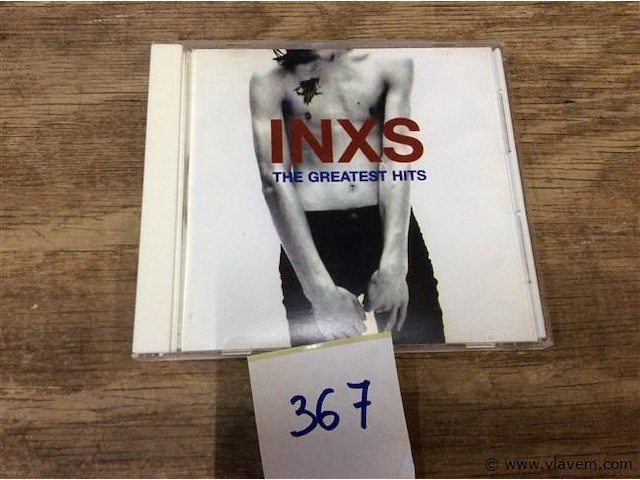 INXS
THE GREATEST HITS
367
© www.vlavem.com